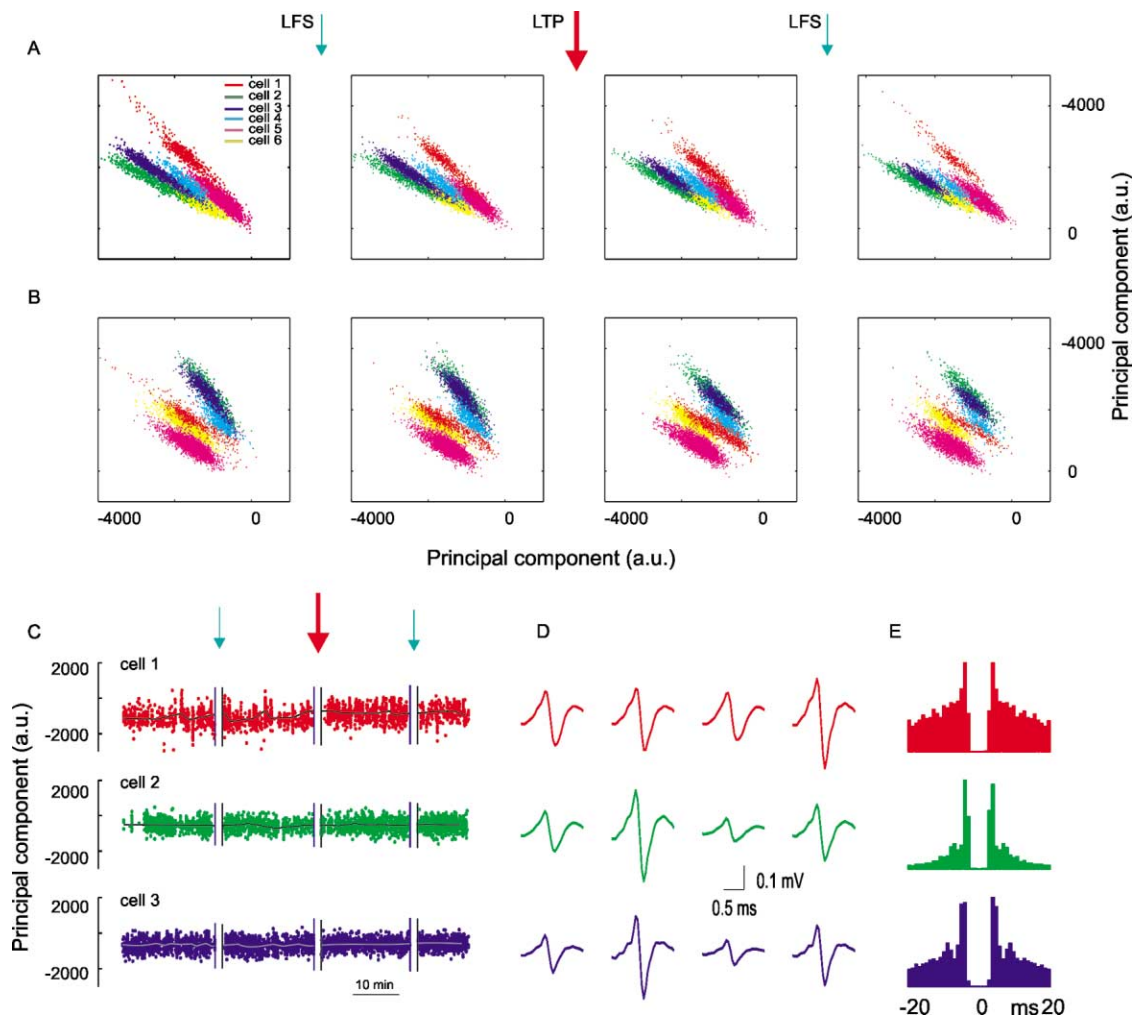 LFS
LTP
LFS
A
cell 1
cell 2
cell 3
cell 4
cell 5
cell 6
-4000
0
Principal component (a.u.)
B
-4000
0
-4000 0
-4000 0
-4000 0
-4000 0
Principal component (a.u.)
C
D
E
Principal component (a.u.)
2000
-2000
cell 1
2000
-2000
cell 2
2000
-2000
cell 3
10 min
0.1 mV
0.5 ms
-20 0 ms 20